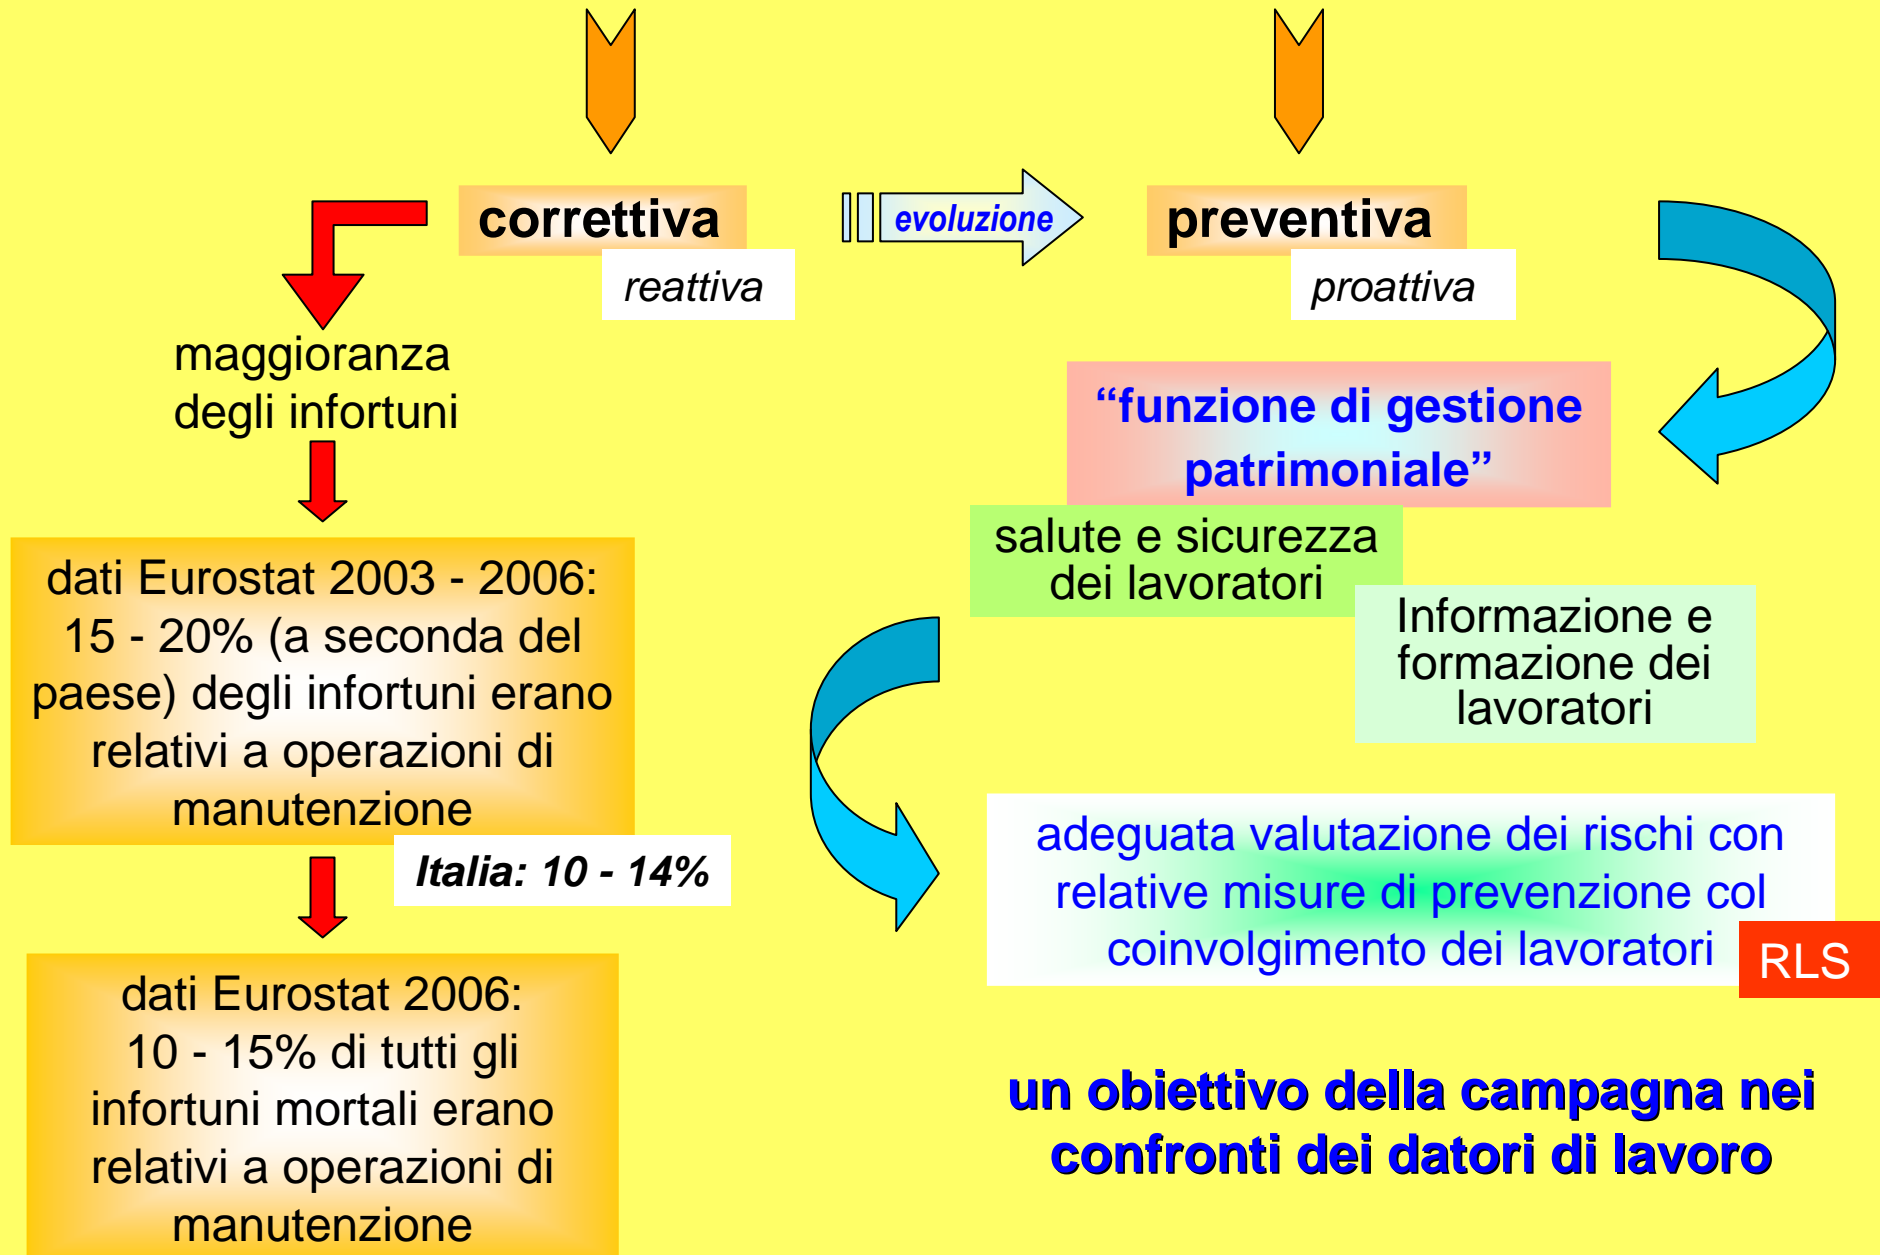 correttiva
reattiva
evoluzione
preventiva
proattiva
maggioranza
degli infortuni
dati Eurostat 2003 - 2006:
15 - 20% (a seconda del
paese) degli infortuni erano
relativi a operazioni di
manutenzione
Italia: 10 - 14%
dati Eurostat 2006:
10 - 15% di tutti gli
infortuni mortali erano
relativi a operazioni di
manutenzione
“funzione di gestione
patrimoniale”
salute e sicurezza
dei lavoratori
Informazione e
formazione dei
lavoratori
adeguata valutazione dei rischi con
relative misure di prevenzione col
coinvolgimento dei lavoratori
RLS
un obiettivo della campagna nei
confronti dei datori di lavoro